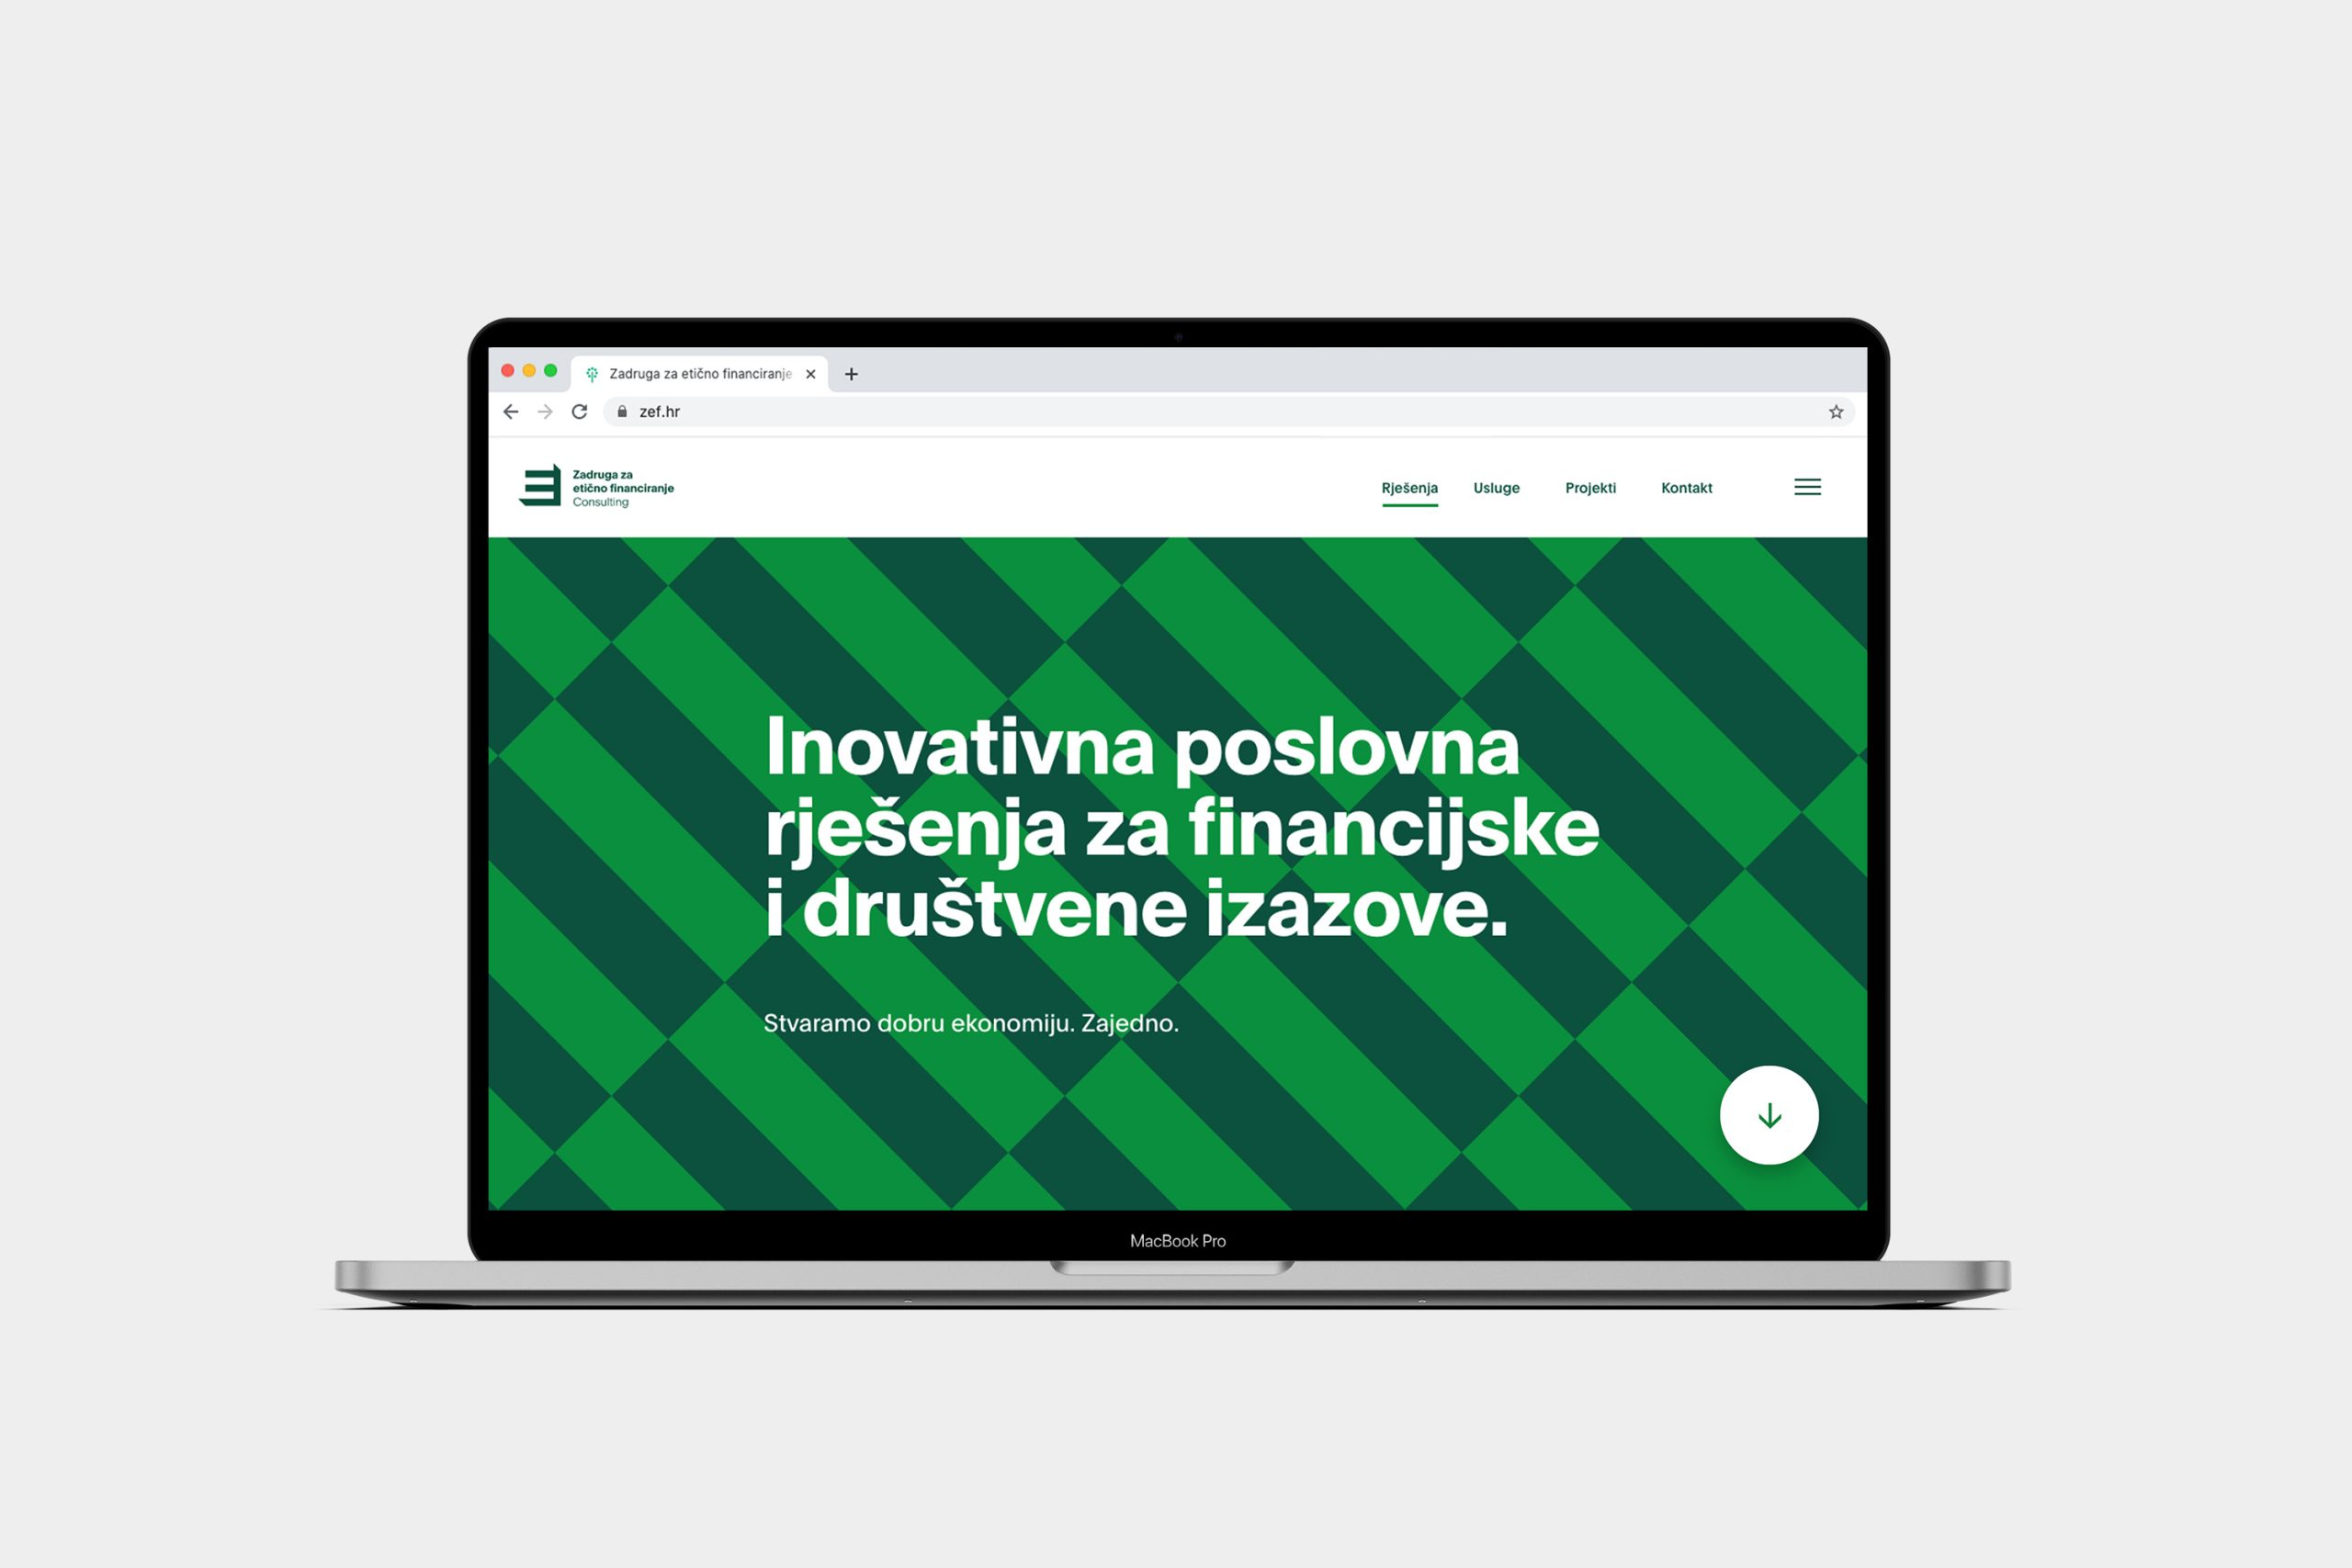 Zadruga za etično financiranje
zef.hr
Zadruga za
etično financiranje
Consulting
Rješenja Usluge Projekti Kontakt
Inovativna poslovna
rješenja za financijske
i društvene izazove.
Stvaramo dobru ekonomiju. Zajedno.
MacBook Pro